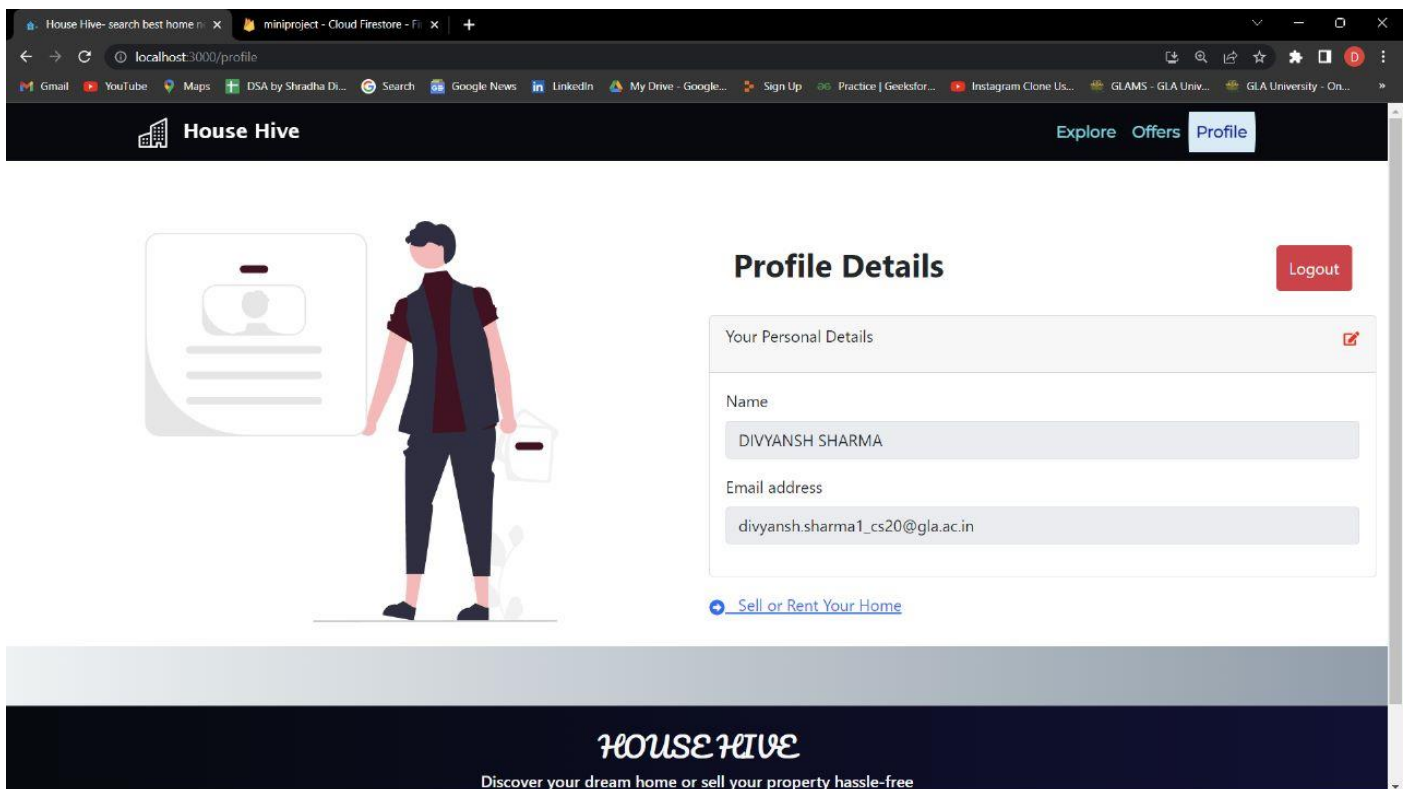 House Hive- search best home n
miniproject - Cloud Firestore - Fi
localhost:3000/profile
Gmail YouTube Maps DSA by Shradha Di... Search Google News LinkedIn My Drive - Google... Sign Up Practice | Geeksfor... Instagram Clone Us... GLAMS - GLA Univ... GLA University - On... »
D
House Hive Explore Offers Profile
Profile Details
Logout
Your Personal Details
Name
DIVYANSH SHARMA
Email address
divyansh.sharma1_cs20@gla.ac.in
Sell or Rent Your Home
HOUSE HIVE
Discover your dream home or sell your property hassle-free